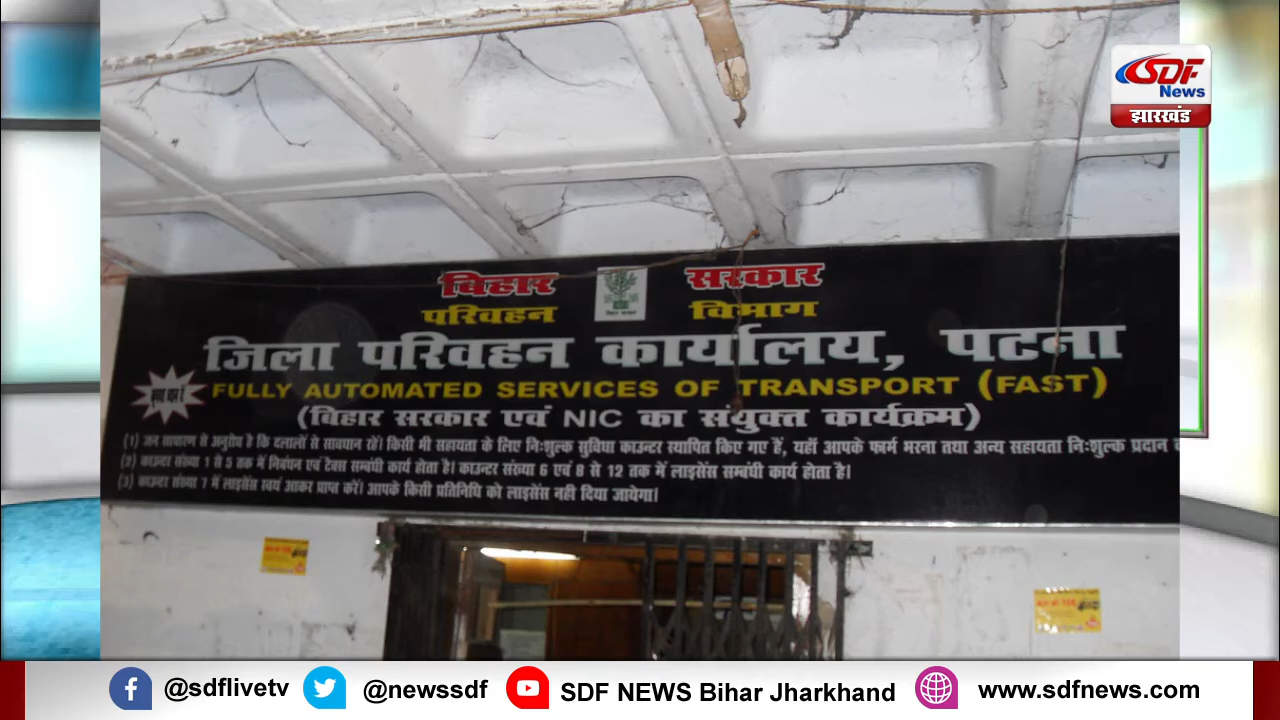 SDF
News
झारखंड
बिहार सरकार
परिवहन विभाग
जिला परिवहन कार्यालय, पटना
FULLY AUTOMATED SERVICES OF TRANSPORT (FAST)
(बिहार सरकार एवं NIC का संयुक्त कार्यक्रम)
(1) जन साधारण से अनुरोध है कि दलालों से सावधान रहें। किसी भी सहयता के लिए निःशुल्क सुविधा काउन्टर स्थापित किए गए हैं, यहाँ आपके फार्म भरना तथा अन्य सहायता निःशुल्क प्रदान
(2) काउन्टर संख्या 1 से 5 तक में निबंधन एवं टैक्स सम्बंधी कार्य होता है। काउन्टर संख्या 6 एवं 8 से 12 तक में लाइसेंस सम्बंधी कार्य होता है।
(3) काउन्टर संख्या 7 में लाइसेंस स्वयं आकर प्राप्त करें। आपके किसी प्रतिनिधि को लाइसेंस नही दिया जायेगा।
@sdflivetv @newssdf SDF NEWS Bihar Jharkhand www.sdfnews.com